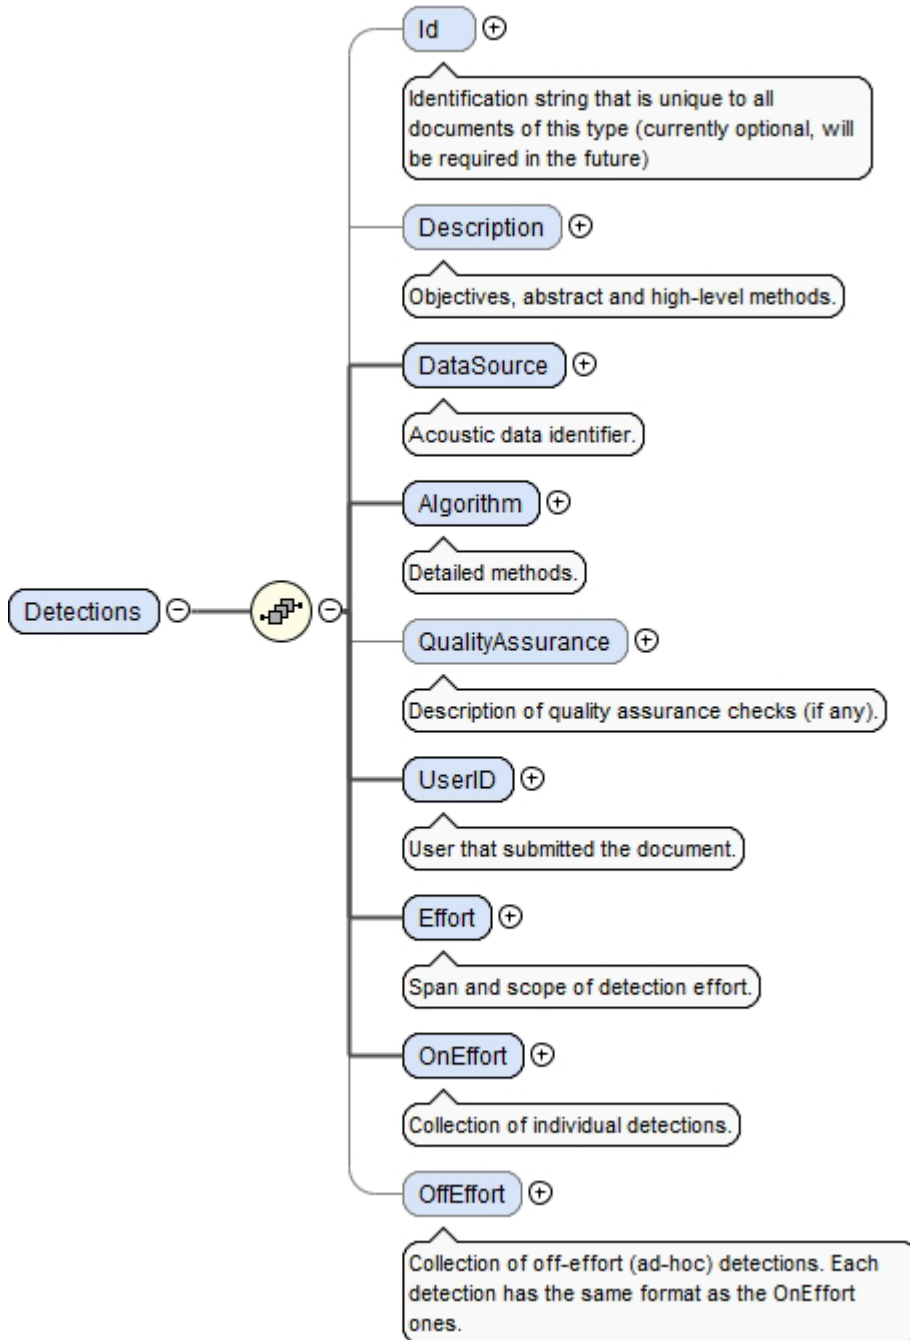 Id
Identification string that is unique to all
documents of this type (currently optional, will
be required in the future)
Description
Objectives, abstract and high-level methods.
DataSource
Acoustic data identifier.
Algorithm
Detailed methods.
Detections
QualityAssurance
Description of quality assurance checks (if any).
UserID
User that submitted the document.
Effort
Span and scope of detection effort.
OnEffort
Collection of individual detections.
OffEffort
Collection of off-effort (ad-hoc) detections. Each
detection has the same format as the OnEffort
ones.